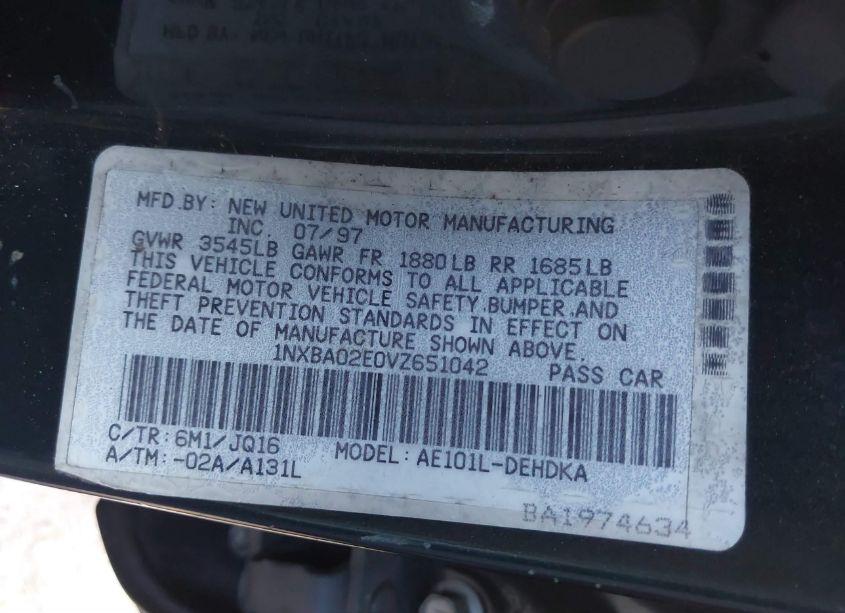 MFD.BY: NEW UNITED MOTOR MANUFACTURING
INC. 07/97
GVWR 3545LB GAWR FR 1880LB RR 1685LB
THIS VEHICLE CONFORMS TO ALL APPLICABLE
FEDERAL MOTOR VEHICLE SAFETY,BUMPER,AND
THEFT PREVENTION STANDARDS IN EFFECT ON
THE DATE OF MANUFACTURE SHOWN ABOVE.
1NXBA02E0VZ651042 PASS CAR
C/TR:6M1/JQ16 MODEL:AE101L-DEHDKA
A/TM:-02A/A131L
BA1974634